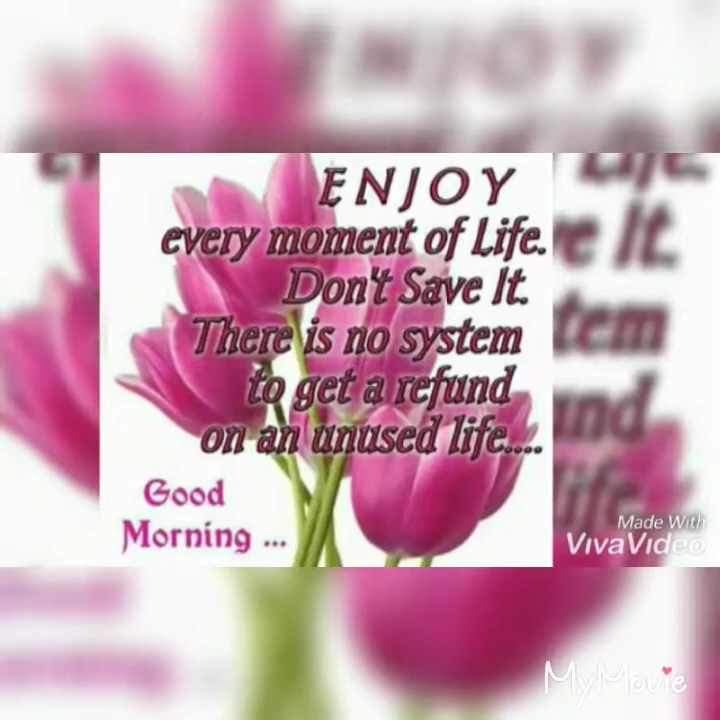 ENJOY
every moment of Life.
Don't Save It.
There is no system
to get a refund
on an unused life....
Good
Morning ...
Made With
VivaVideo
MyMovie